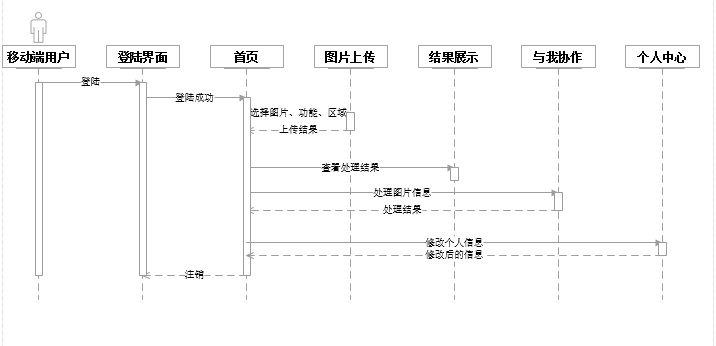 移动端用户
登陆界面
首页
图片上传
结果展示
与我协作
个人中心
登陆
登陆成功
选择图片、功能、区域
上传结果
查看处理结果
处理图片信息
处理结果
修改个人信息
修改后的信息
注销